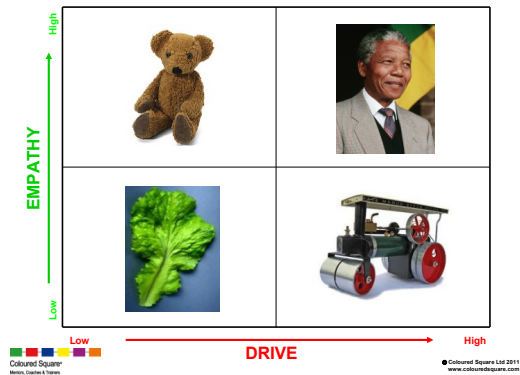 High
EMPATHY
Low
Low
High
DRIVE
Coloured Square®
Mentors, Coaches & Trainers
Coloured Square Ltd 2011
www.colouredsquare.com